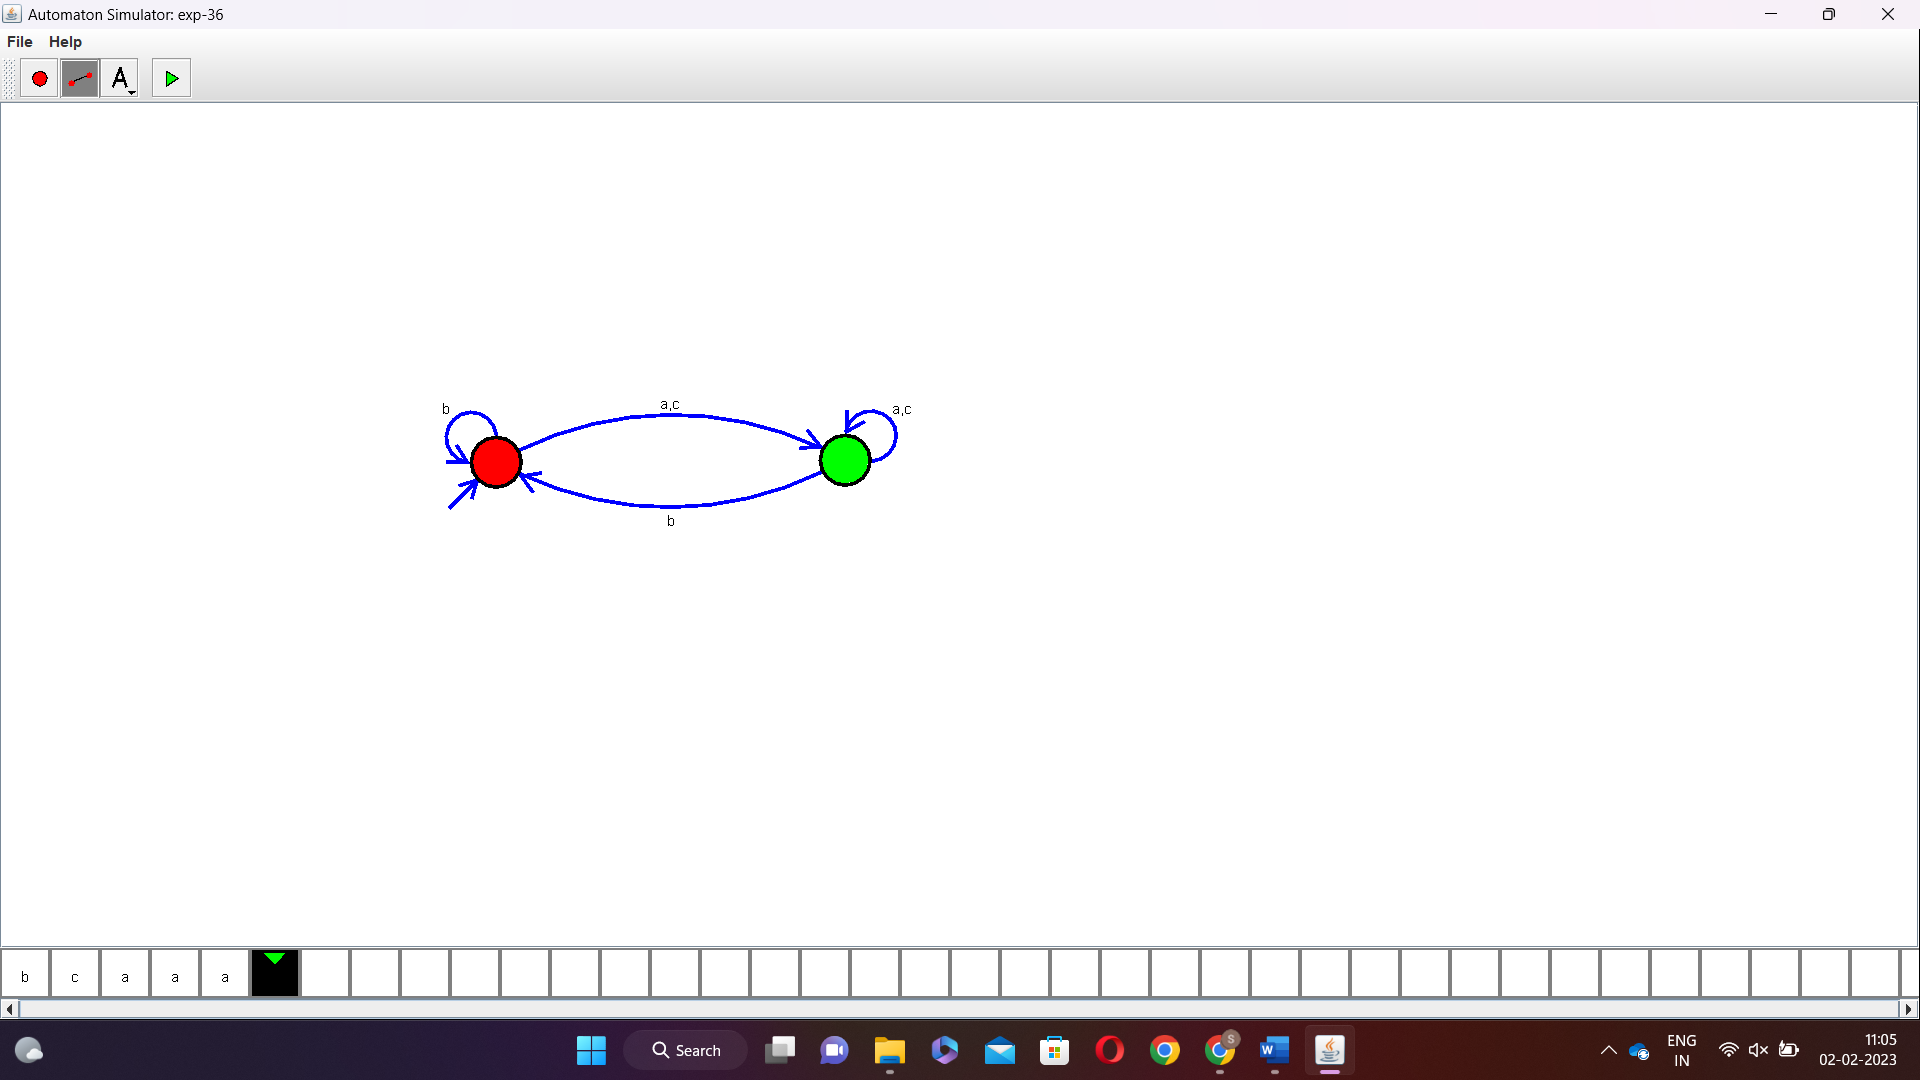 Automaton Simulator: exp-36
File Help
A
b
a,c
a,c
b
b c a a a
Search
S
W
ENG
IN
11:05
02-02-2023